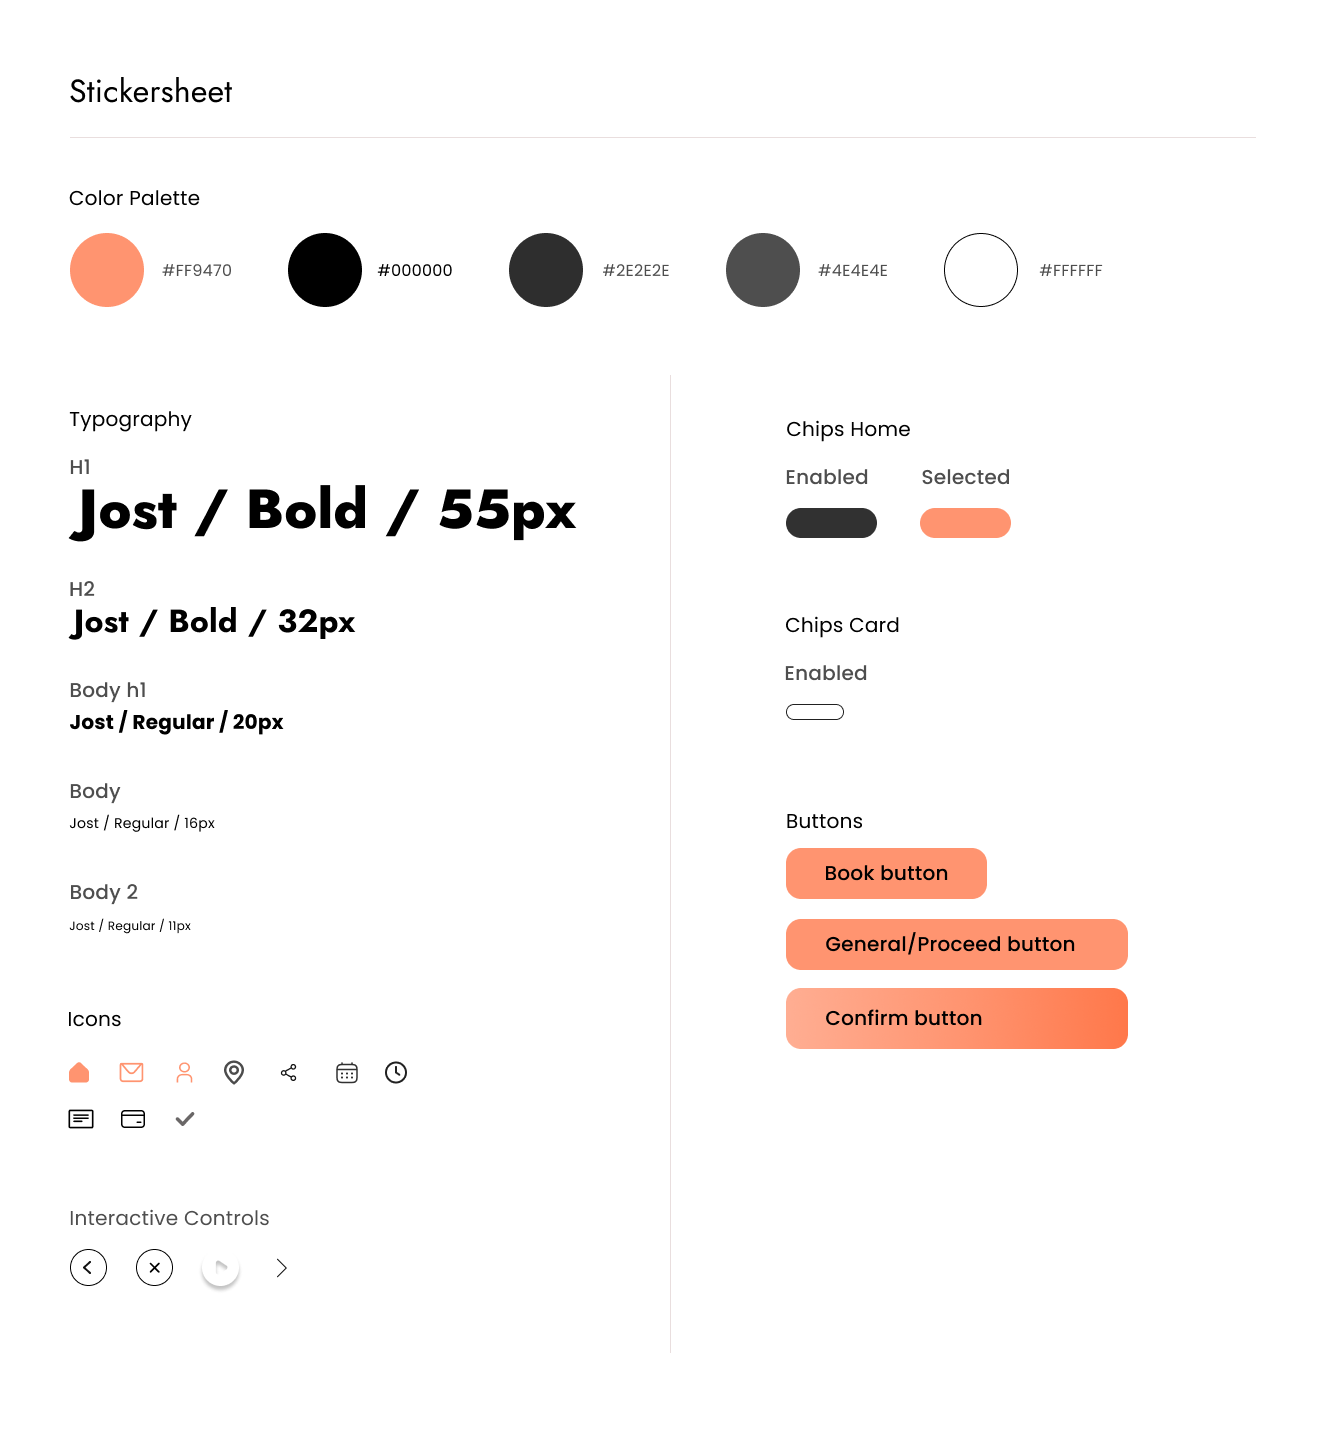 Stickersheet
Color Palette
#FF9470
#000000
#2E2E2E
#4E4E4E
#FFFFFF
Typography
H1
Jost / Bold / 55px
H2
Jost / Bold / 32px
Body h1
Jost / Regular / 20px
Body
Jost / Regular / 16px
Body 2
Jost / Regular / 11px
Icons
Interactive Controls
Chips Home
Enabled
Selected
Chips Card
Enabled
Buttons
Book button
General/Proceed button
Confirm button